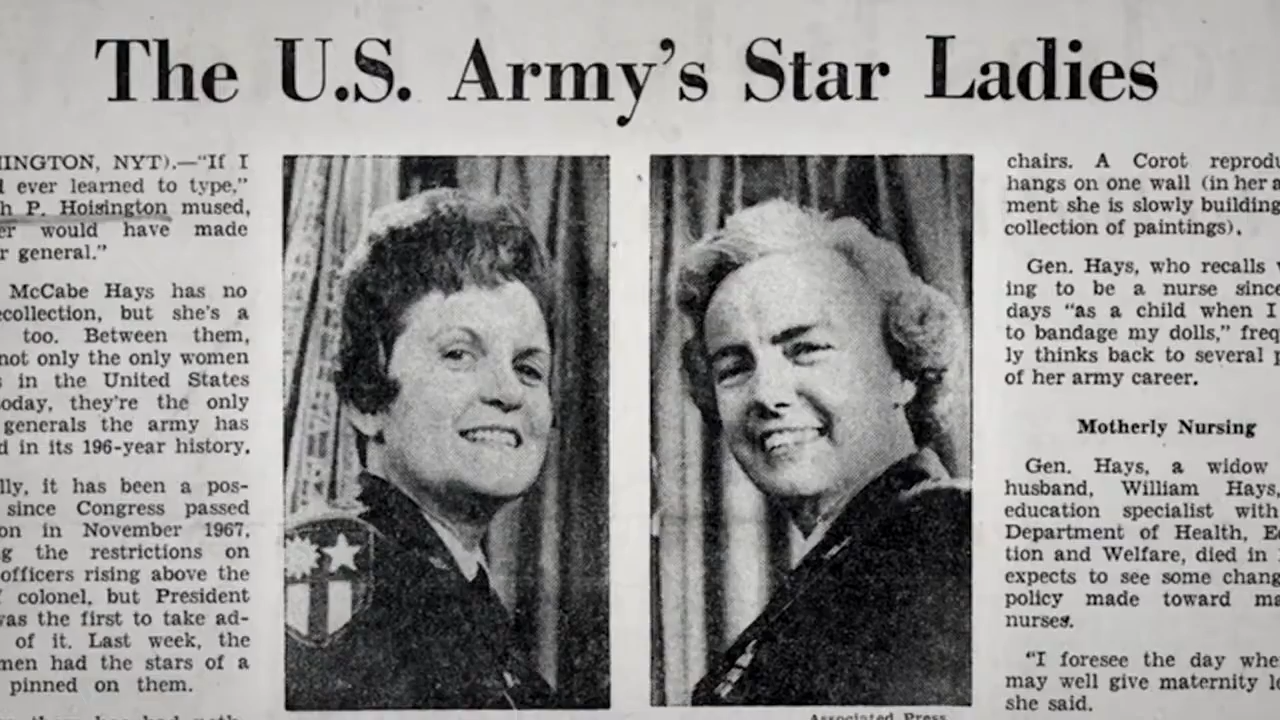 The U.S. Army's Star Ladies
INGTON, NYT).—"If I
ever learned to type,"
h P. Hoisington mused,
er would have made
r general."
McCabe Hays has no
ecollection, but she's a
too. Between them,
not only the only women
s in the United States
oday, they're the only
generals the army has
d in its 196-year history.
lly, it has been a pos-
since Congress passed
on in November 1967,
g the restrictions on
officers rising above the
f colonel, but President
was the first to take ad-
of it. Last week, the
men had the stars of a
pinned on them.
Associated Press
chairs. A Corot reprodu
hangs on one wall (in her a
ment she is slowly building
collection of paintings).
Gen. Hays, who recalls
ing to be a nurse since
days "as a child when I
to bandage my dolls," freq
ly thinks back to several p
of her army career.
Motherly Nursing
Gen. Hays, a widow
husband, William Hays,
education specialist with
Department of Health, E
tion and Welfare, died in
expects to see some chang
policy made toward ma
nurses.
"I foresee the day whe
may well give maternity le
she said.